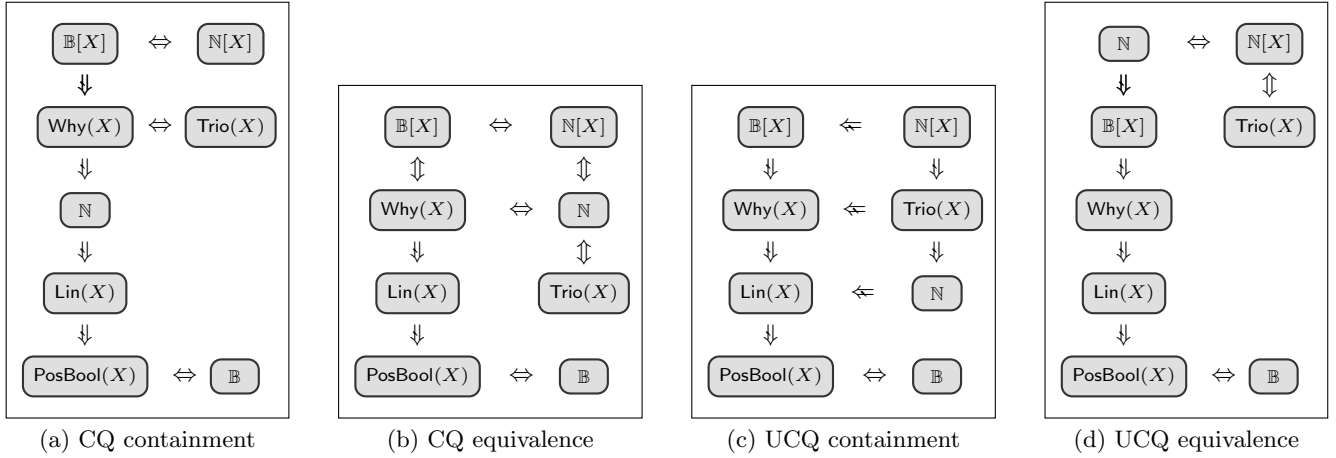 𝔹[X] ⇔ ℕ[X]
⇓̸
Why(X) ⇔ Trio(X)
⇓̸
ℕ
⇓̸
Lin(X)
⇓̸
PosBool(X) ⇔ 𝔹
(a) CQ containment
𝔹[X] ⇔ ℕ[X]
⇕ ⇕
Why(X) ⇔ ℕ
⇓̸ ⇕
Lin(X) Trio(X)
⇓̸
PosBool(X) ⇔ 𝔹
(b) CQ equivalence
𝔹[X] ⇍ ℕ[X]
⇓̸ ⇓̸
Why(X) ⇍ Trio(X)
⇓̸ ⇓̸
Lin(X) ⇍ ℕ
⇓̸
PosBool(X) ⇔ 𝔹
(c) UCQ containment
ℕ ⇔ ℕ[X]
⇓̸ ⇕
𝔹[X] Trio(X)
⇓̸
Why(X)
⇓̸
Lin(X)
⇓̸
PosBool(X) ⇔ 𝔹
(d) UCQ equivalence